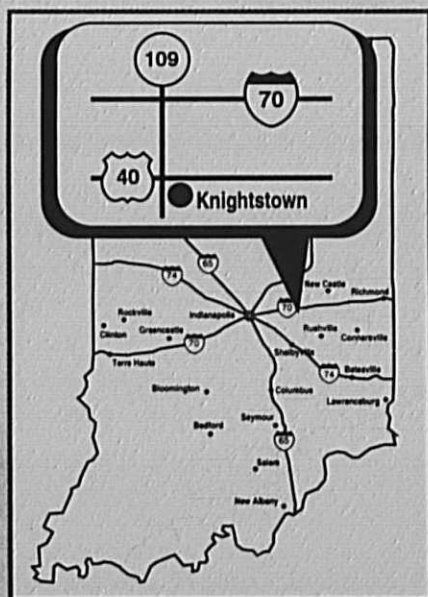 109
70
40
Knightstown
65
74
New Castle
Richmond
70
Rockville
Indianapolis
Clinton
Greencastle
Rushville
Connersville
70
Shelbyville
Terre Haute
74
Batesville
Bloomington
Columbus
Lawrenceburg
Seymour
Bedford
65
Salem
New Albany